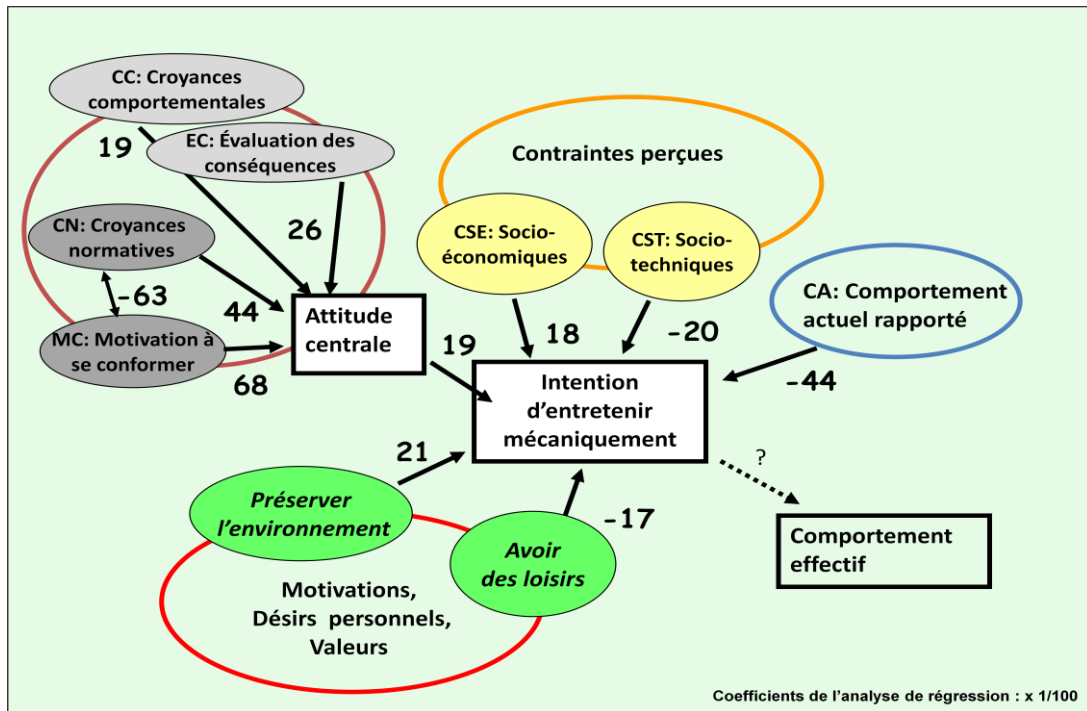 CC: Croyances
comportementales
19
EC: Évaluation des
conséquences
Contraintes perçues
CN: Croyances
normatives
26
CSE: Socio-
économiques
CST: Socio-
techniques
-63
44
Attitude
centrale
CA: Comportement
actuel rapporté
MC: Motivation à
se conformer
68
19
18
-20
-44
Intention
d'entretenir
mécaniquement
21
?
Préserver
l'environnement
-17
Avoir
des loisirs
Comportement
effectif
Motivations,
Désirs personnels,
Valeurs
Coefficients de l'analyse de régression : x 1/100